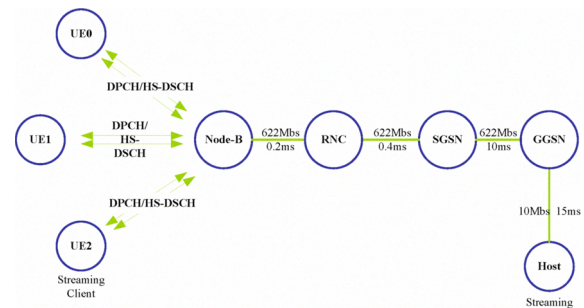 UE0
DPCH/HS-DSCH
DPCH/
HS-
DSCH
UE1
Node-B
622Mbs
0.2ms
RNC
622Mbs
0.4ms
SGSN
622Mbs
10ms
GGSN
DPCH/HS-DSCH
10Mbs 15ms
UE2
Streaming
Client
Host
Streaming